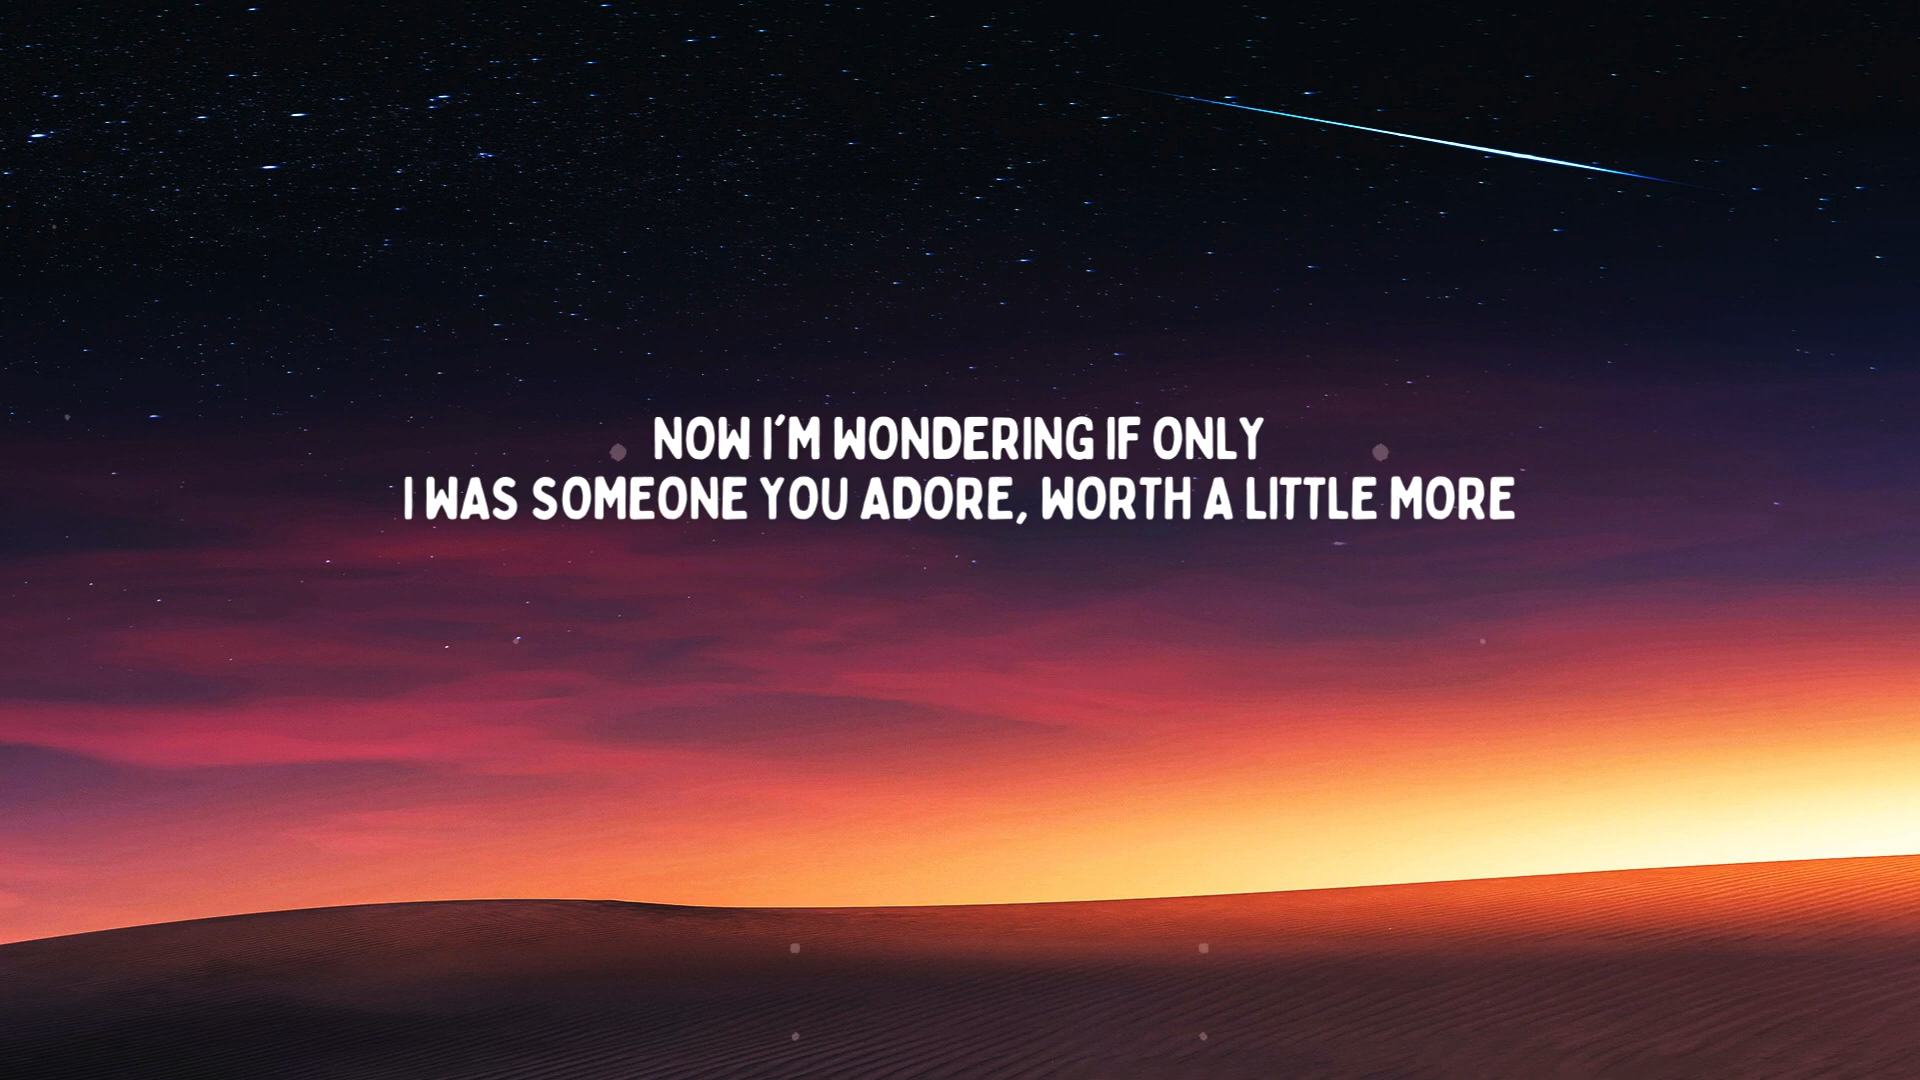 NOW I'M WONDERING IF ONLY
I WAS SOMEONE YOU ADORE, WORTH A LITTLE MORE